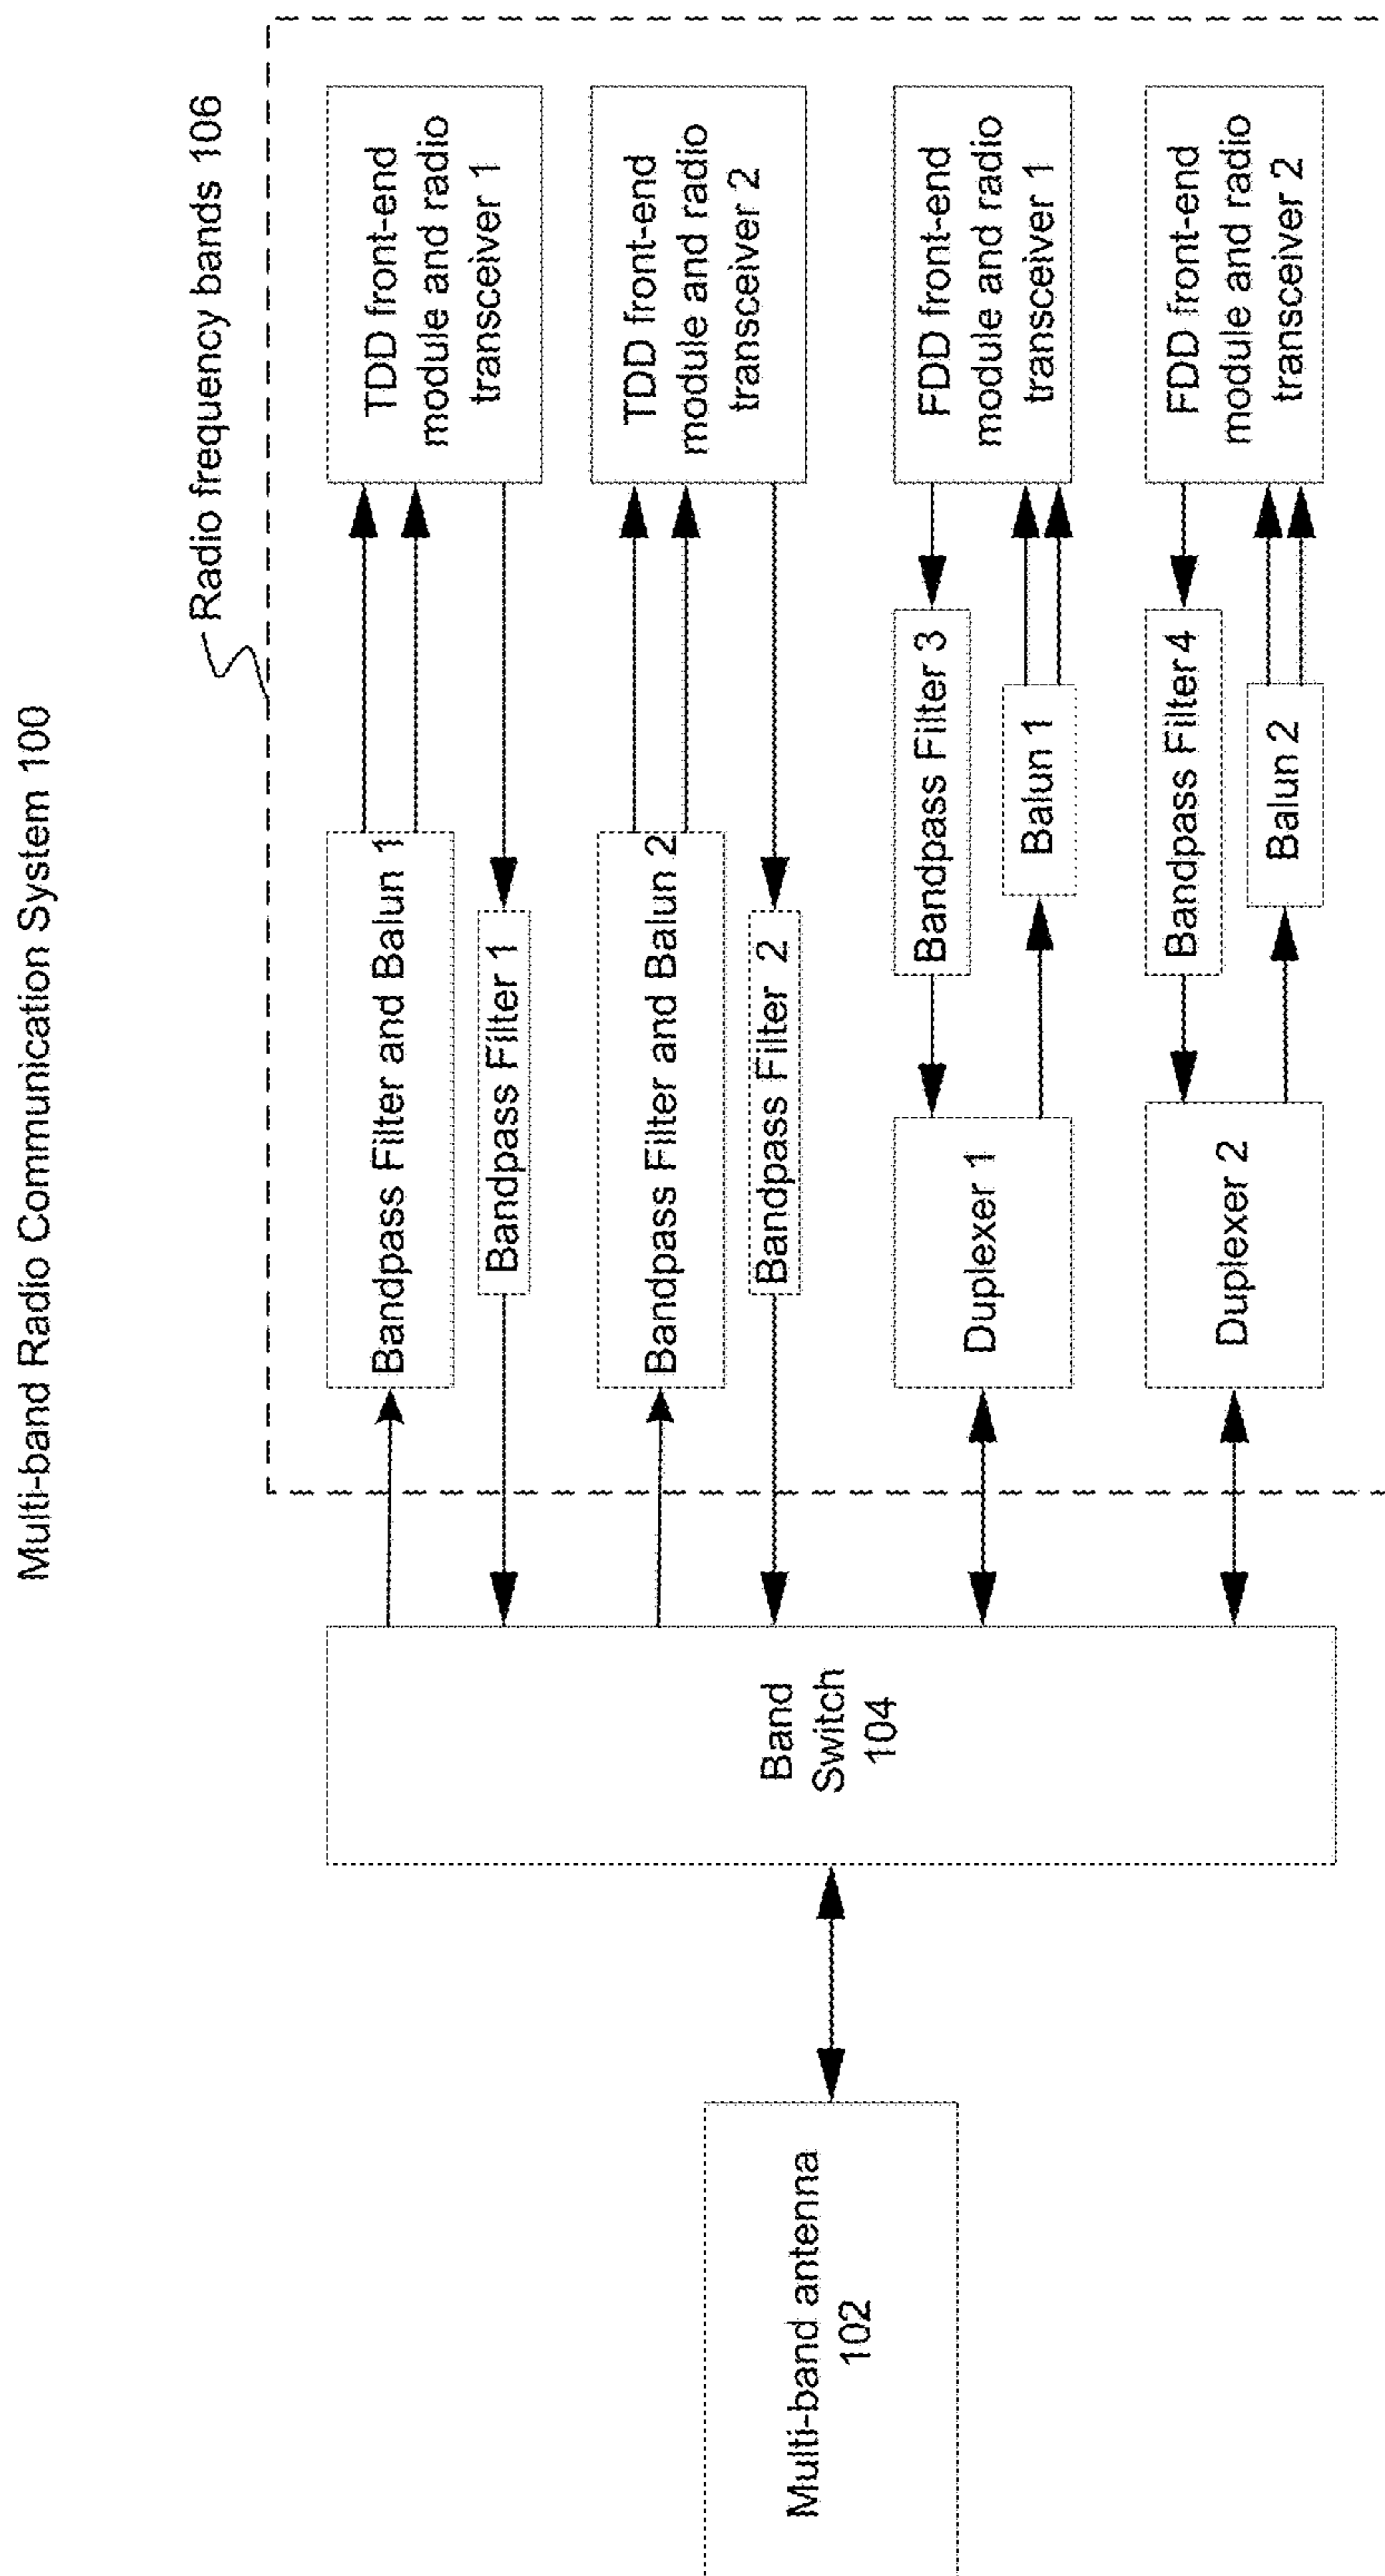 Multi-band Radio Communication System 100
Radio frequency bands 106
Multi-band antenna
102
Band
Switch
104
Bandpass Filter and Balun 1
TDD front-end
module and radio
transceiver 1
Bandpass Filter 1
Bandpass Filter and Balun 2
TDD front-end
module and radio
transceiver 2
Bandpass Filter 2
Duplexer 1
Bandpass Filter 3
Balun 1
FDD front-end
module and radio
transceiver 1
Duplexer 2
Bandpass Filter 4
Balun 2
FDD front-end
module and radio
transceiver 2